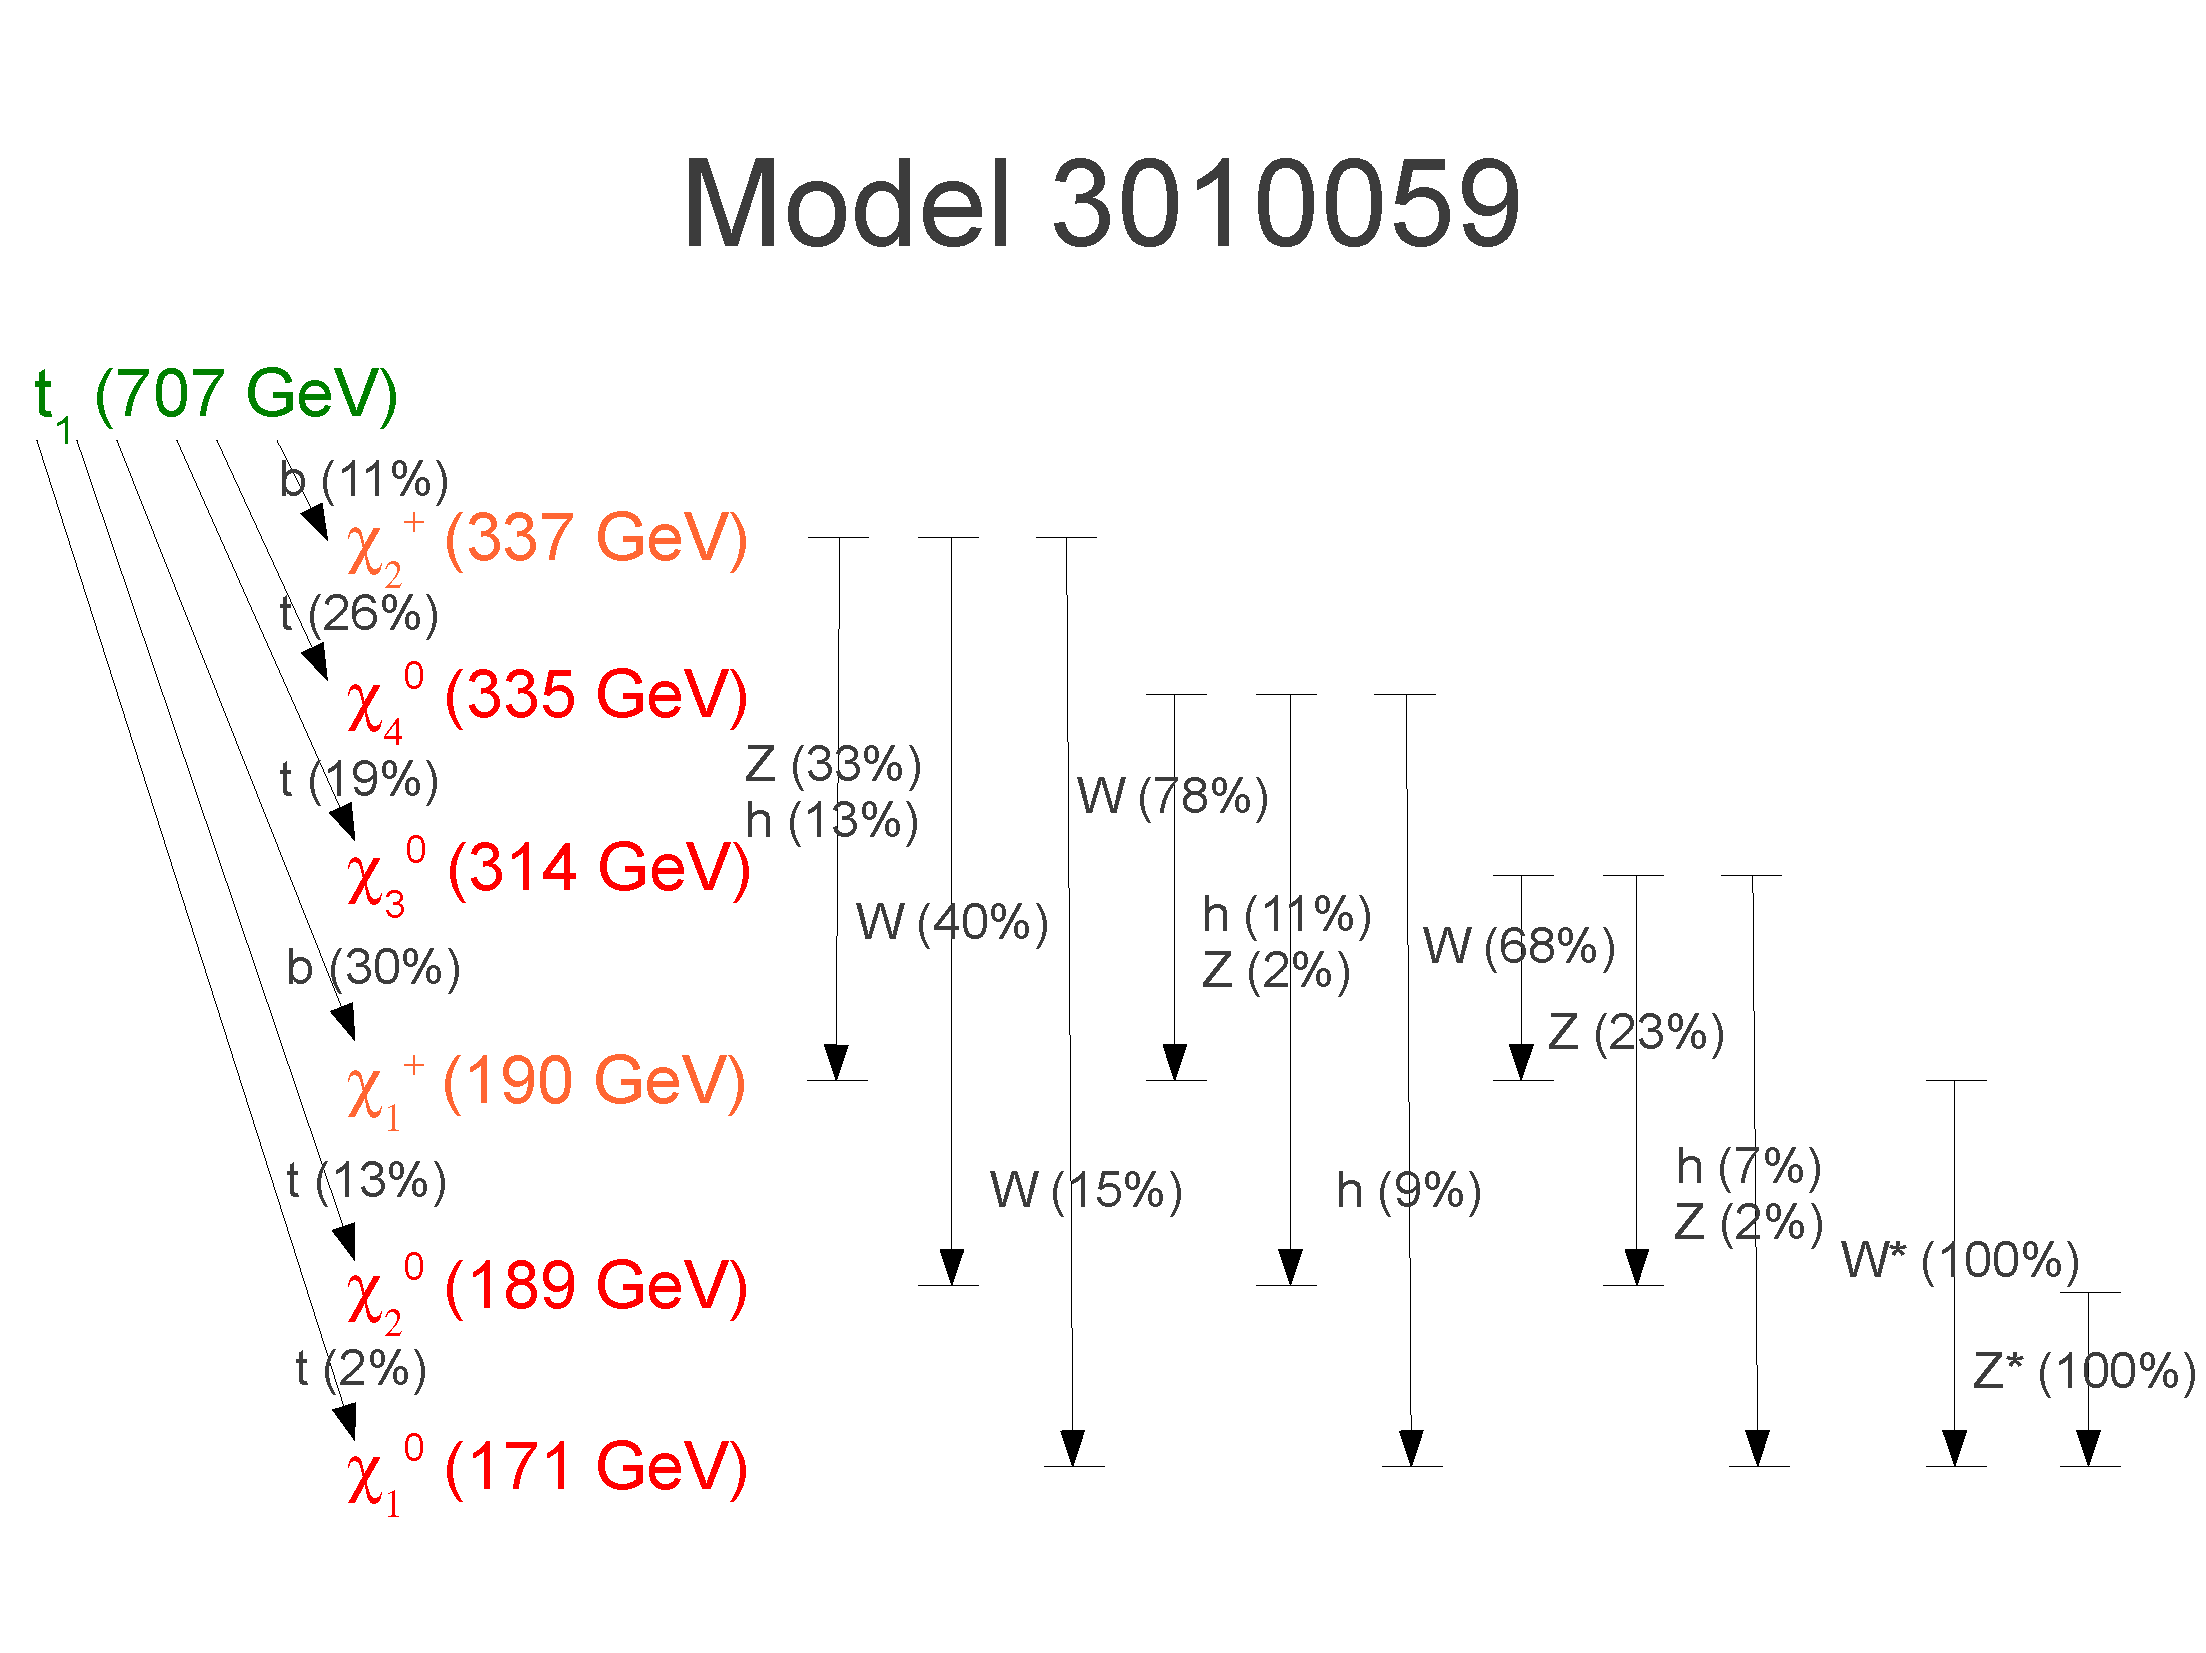 Model 3010059
t1 (707 GeV)
b (11%)
χ2+ (337 GeV)
t (26%)
χ40 (335 GeV)
t (19%)
χ30 (314 GeV)
b (30%)
χ1+ (190 GeV)
t (13%)
χ20 (189 GeV)
t (2%)
χ10 (171 GeV)
Z (33%)
h (13%)
W (40%)
W (15%)
W (78%)
h (11%)
Z (2%)
h (9%)
W (68%)
Z (23%)
h (7%)
Z (2%)
W* (100%)
Z* (100%)